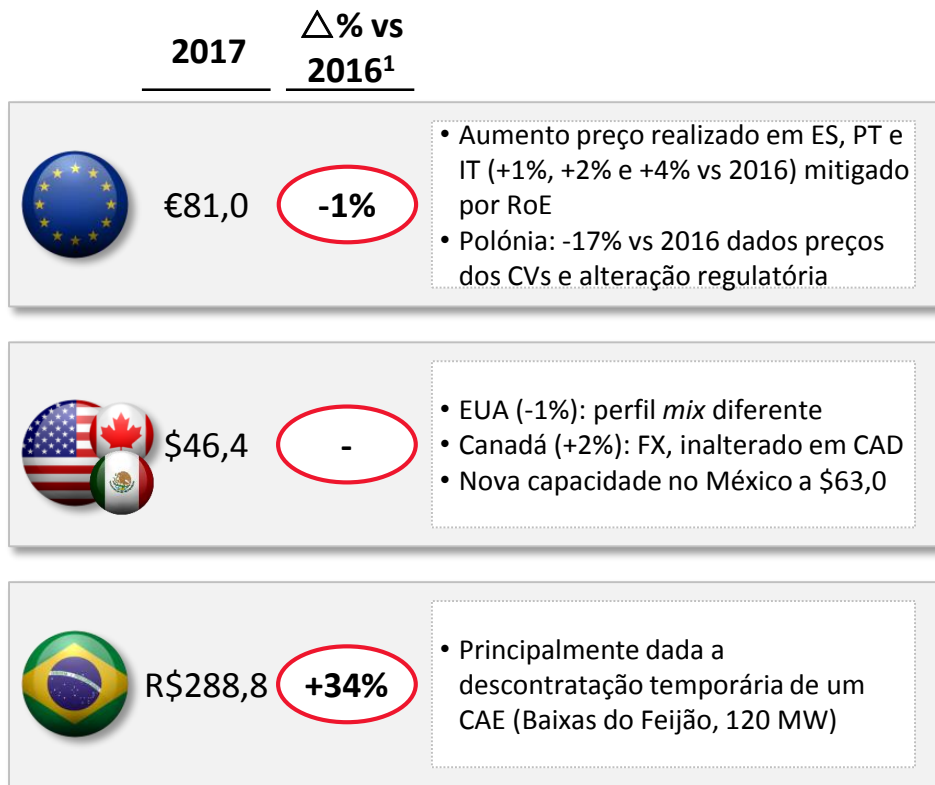 2017
△% vs
2016¹
€81,0
-1%
• Aumento preço realizado em ES, PT e
IT (+1%, +2% e +4% vs 2016) mitigado
por RoE
• Polónia: -17% vs 2016 dados preços
dos CVs e alteração regulatória
$46,4
-
• EUA (-1%): perfil mix diferente
• Canadá (+2%): FX, inalterado em CAD
• Nova capacidade no México a $63,0
R$288,8
+34%
• Principalmente dada a
descontratação temporária de um
CAE (Baixas do Feijão, 120 MW)